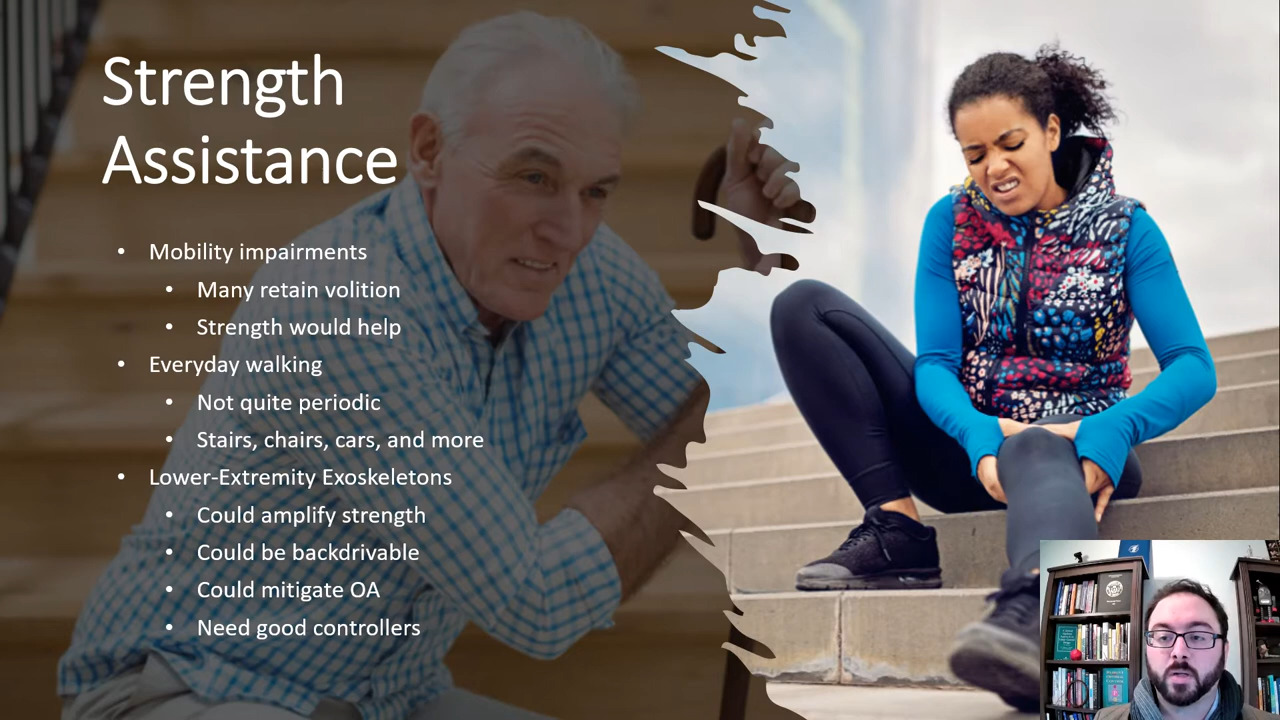 Strength
Assistance
• Mobility impairments
• Many retain volition
• Strength would help
• Everyday walking
• Not quite periodic
• Stairs, chairs, cars, and more
• Lower-Extremity Exoskeletons
• Could amplify strength
• Could be backdrivable
• Could mitigate OA
• Need good controllers